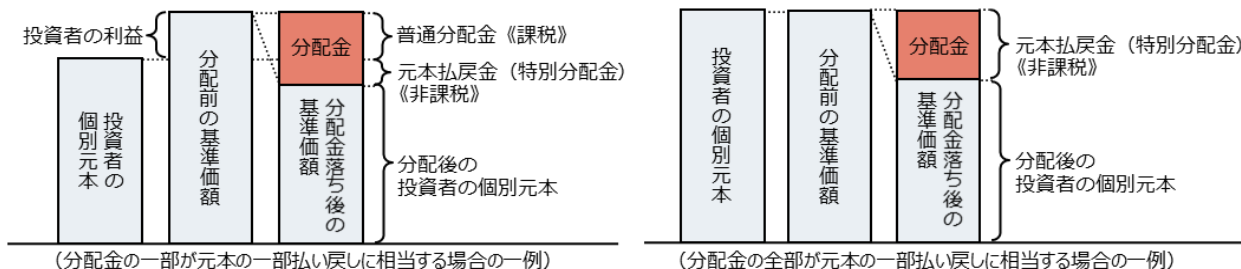 投資者の利益
投資者の
個別元本
分配前の基準価額
分配金
分配金落ち後の
基準価額
普通分配金《課税》
元本払戻金（特別分配金）
《非課税》
分配後の
投資者の個別元本
（分配金の一部が元本の一部払い戻しに相当する場合の一例）
投資者の個別元本
分配前の基準価額
分配金
分配金落ち後の
基準価額
元本払戻金（特別分配金）
《非課税》
分配後の
投資者の個別元本
（分配金の全部が元本の一部払い戻しに相当する場合の一例）